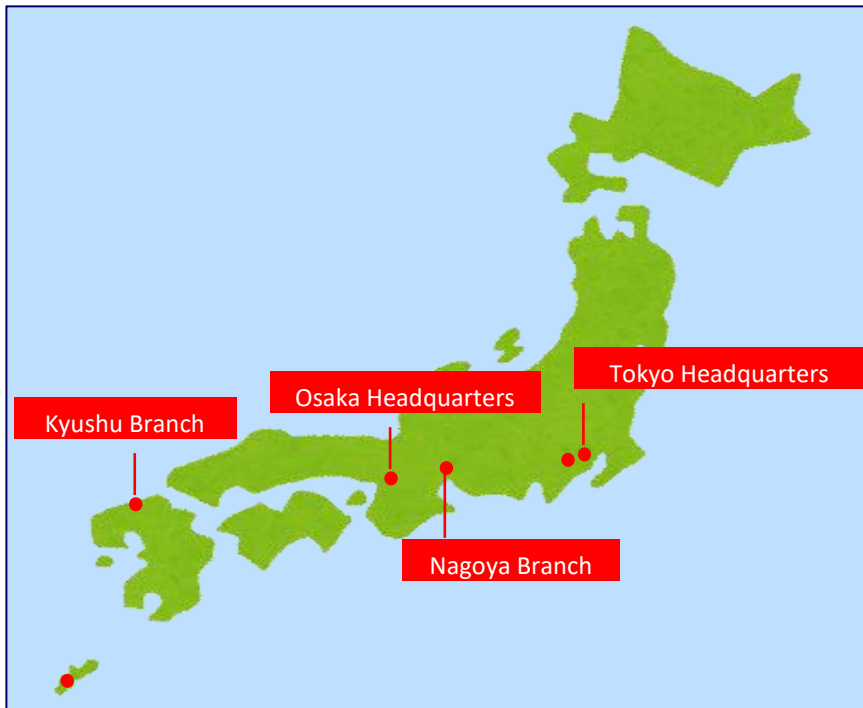 Tokyo Headquarters
Osaka Headquarters
Kyushu Branch
Nagoya Branch